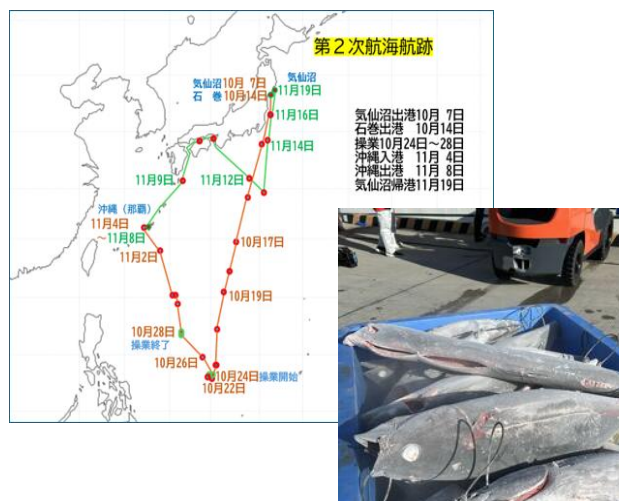 第２次航海航跡
気仙沼 10月 7日
石 巻 10月14日
気仙沼
11月19日
11月16日
11月14日
気仙沼出港10月 7日
石巻出港 10月14日
操業10月24日～28日
沖縄入港 11月 4日
沖縄出港 11月 8日
気仙沼帰港11月19日
11月9日
11月12日
沖縄（那覇）
11月4日
～11月8日
11月2日
10月17日
10月19日
10月28日
操業終了
10月26日
10月24日操業開始
10月22日